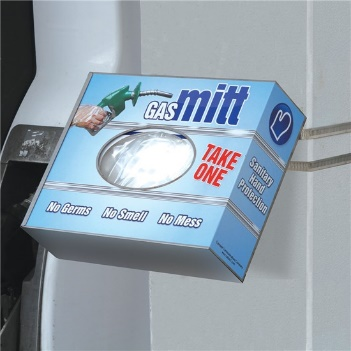 GAS mitt
TAKE
ONE
No Germs No Smell No Mess
Sanitary
Hand
Protection